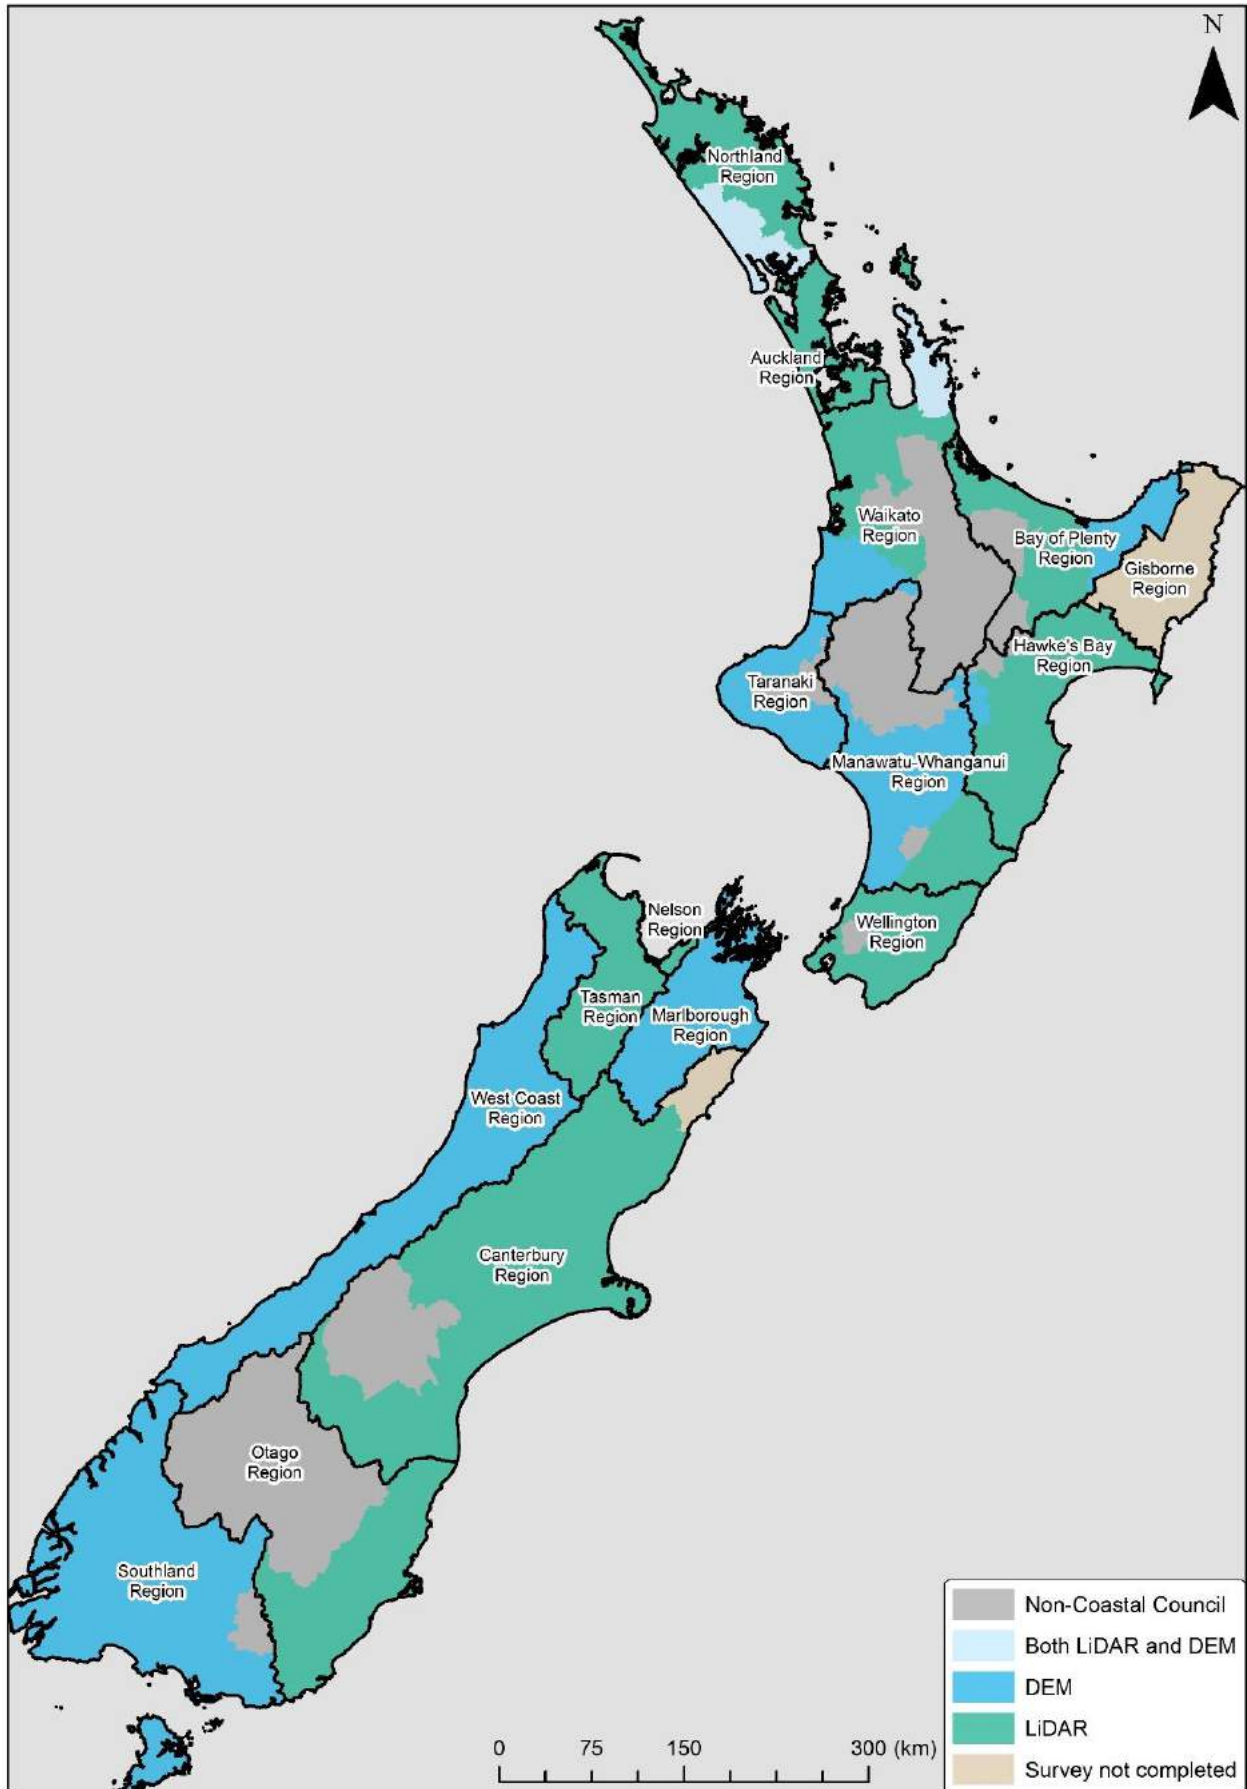 N
Northland
Region
Auckland
Region
Waikato
Region
Bay of Plenty
Region
Gisborne
Region
Hawke's Bay
Region
Taranaki
Region
Manawatu-Whanganui
Region
Nelson
Region
Wellington
Region
Tasman
Region
Marlborough
Region
West Coast
Region
Canterbury
Region
Otago
Region
Southland
Region
Non-Coastal Council
Both LiDAR and DEM
DEM
LiDAR
Survey not completed
0 75 150 300 (km)